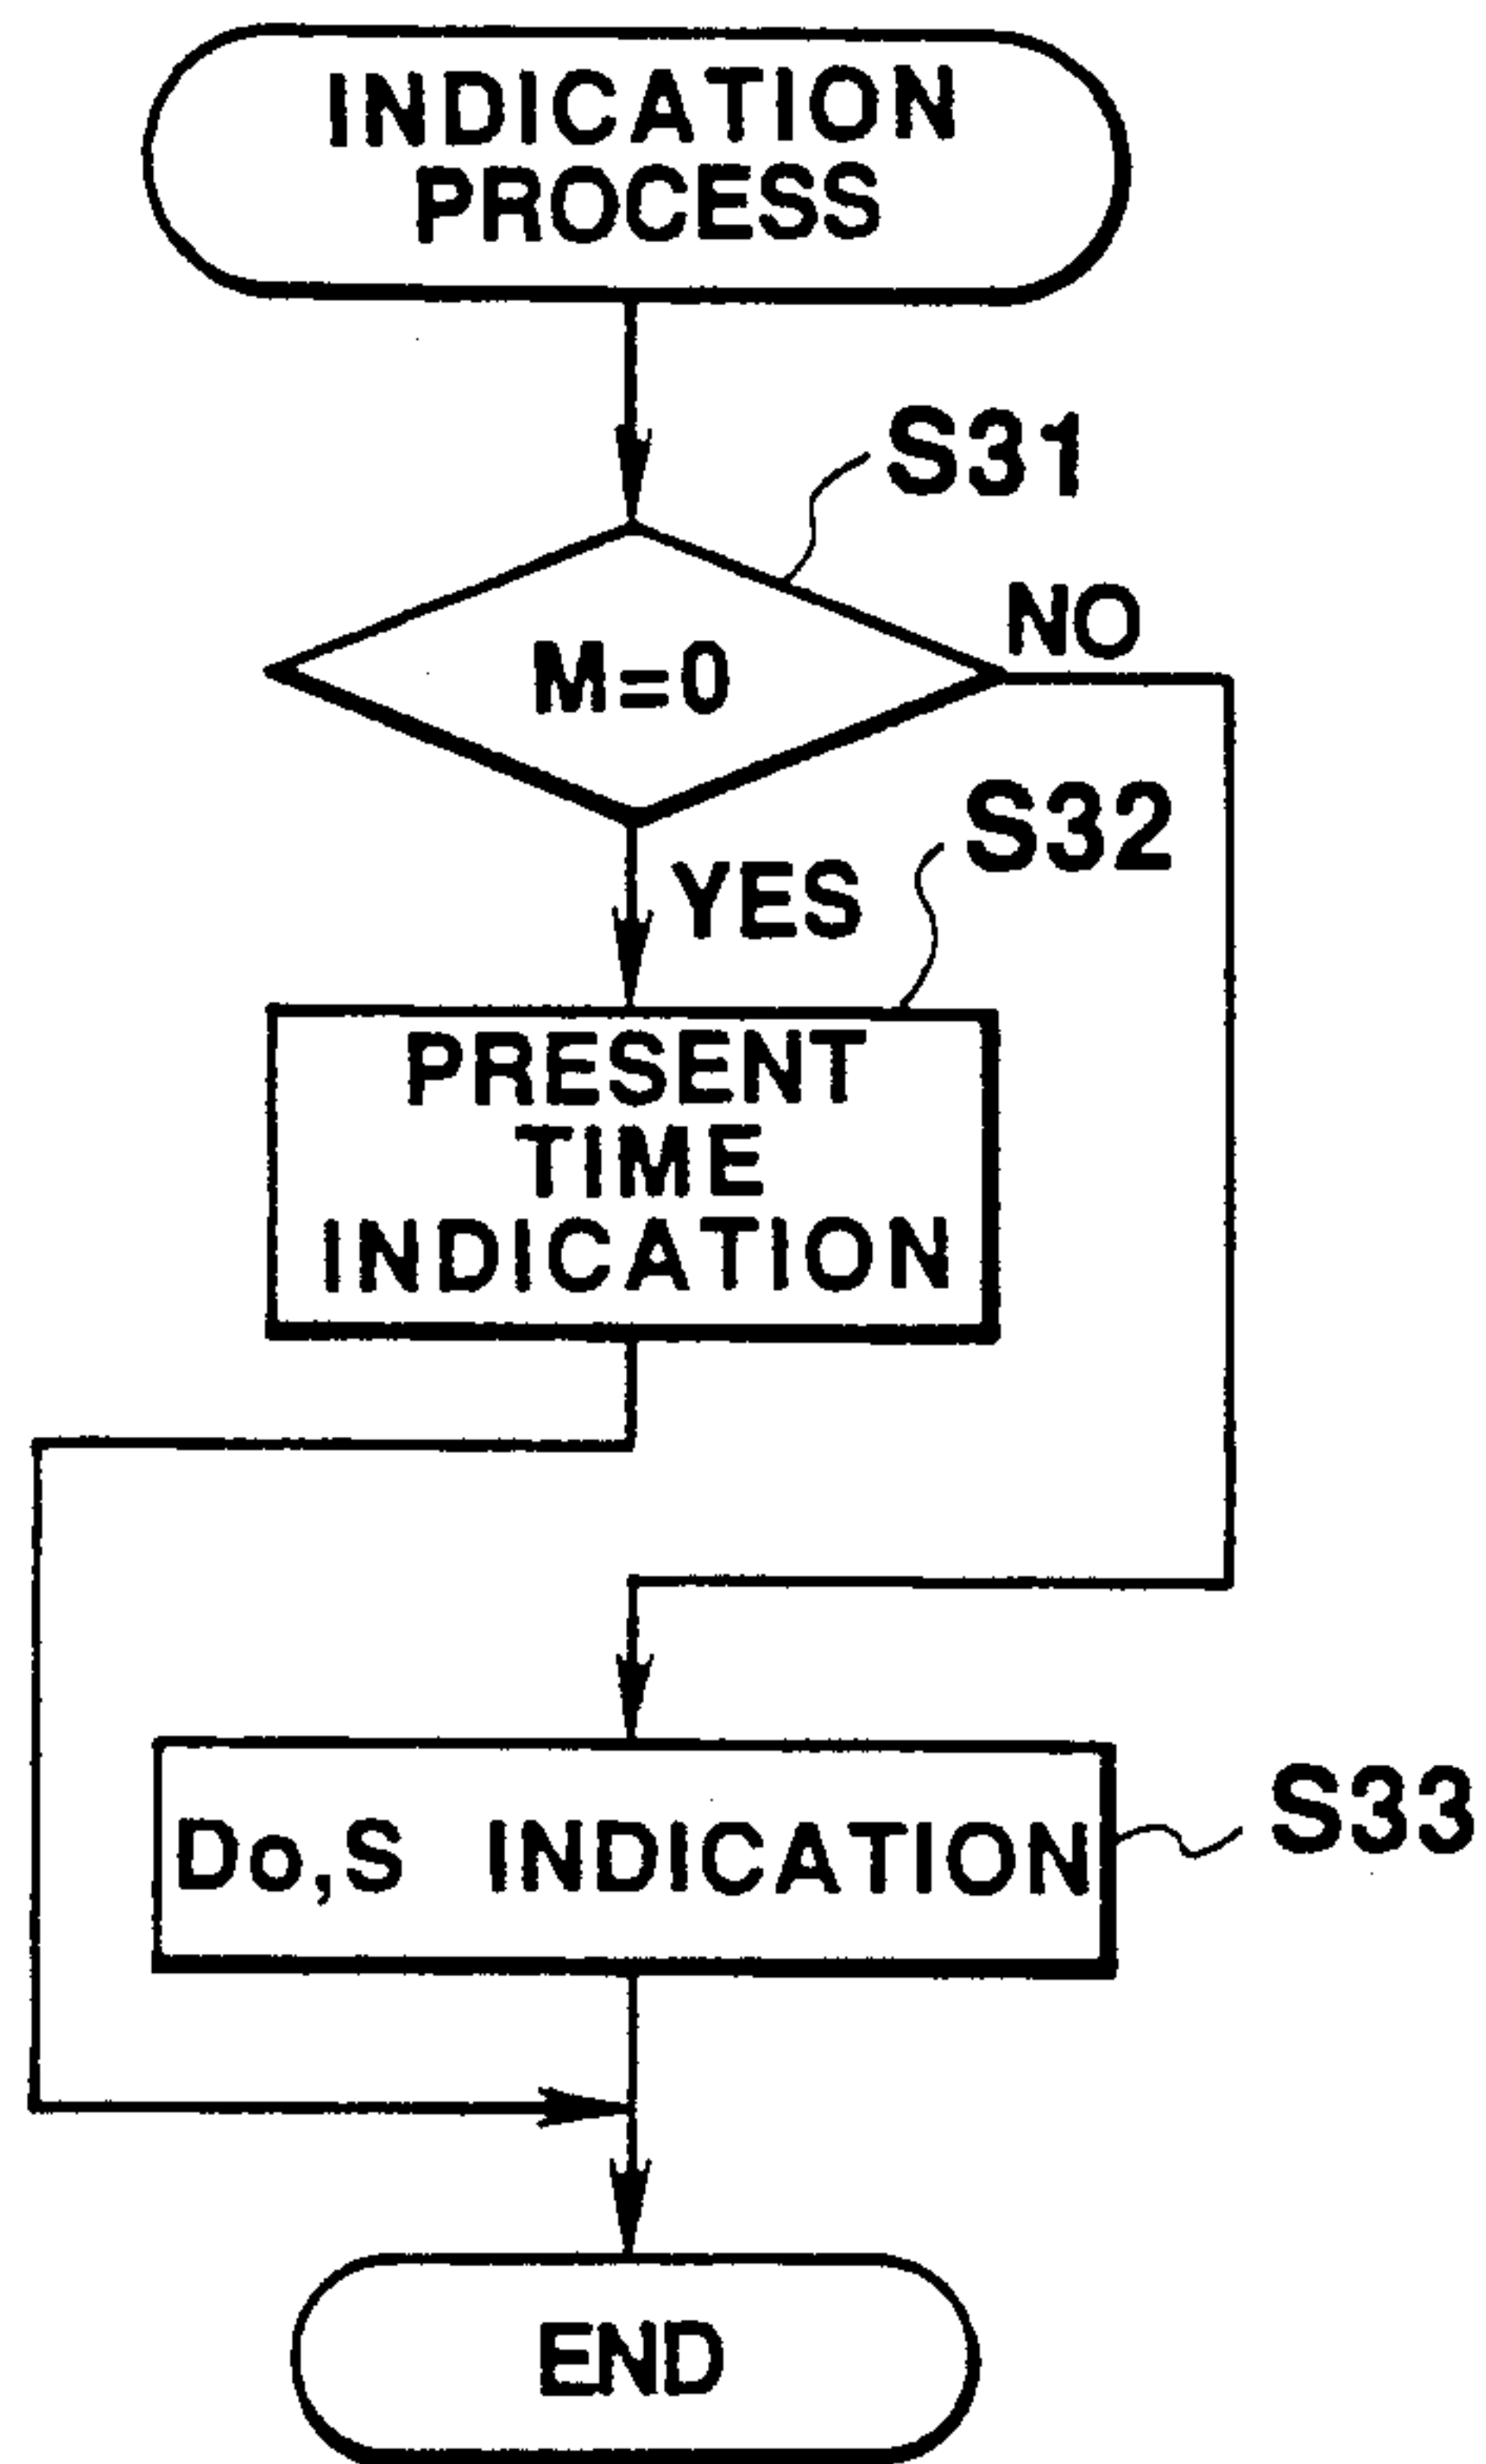 INDICATION
PROCESS
S31
M=0
NO
YES
S32
PRESENT
TIME
INDICATION
Do,S INDICATION
S33
END